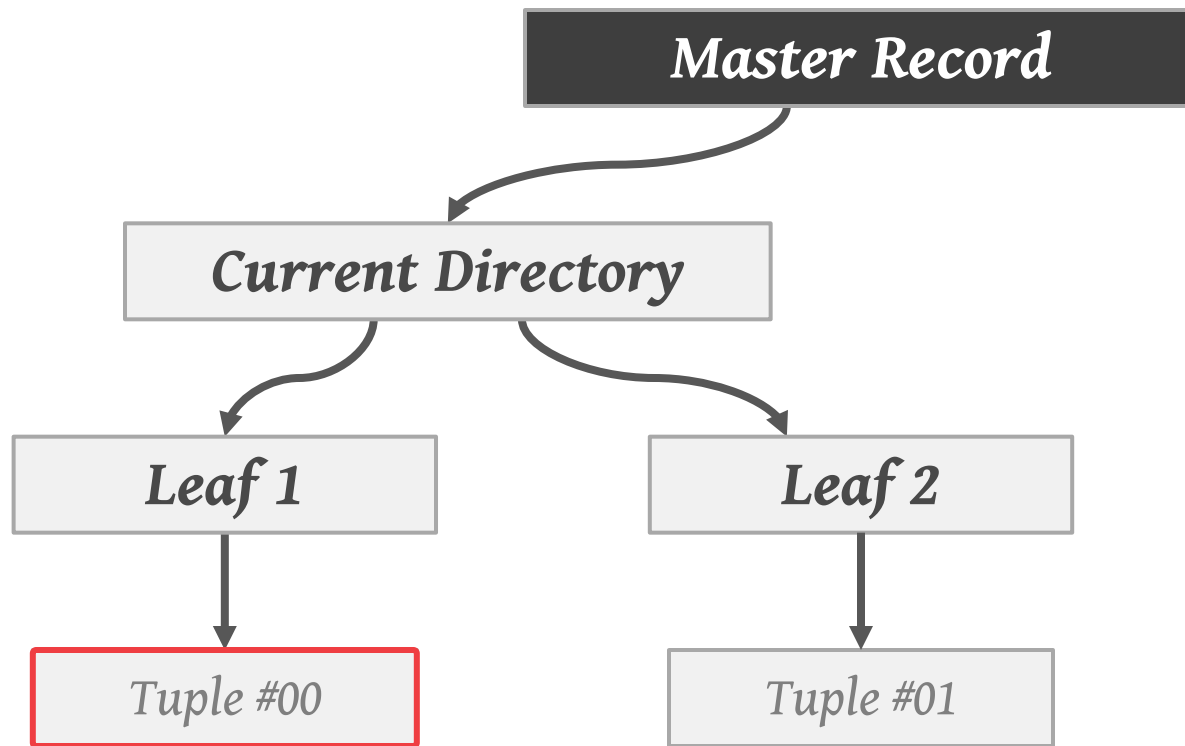 Master Record
Current Directory
Leaf 1
Leaf 2
Tuple #00
Tuple #01